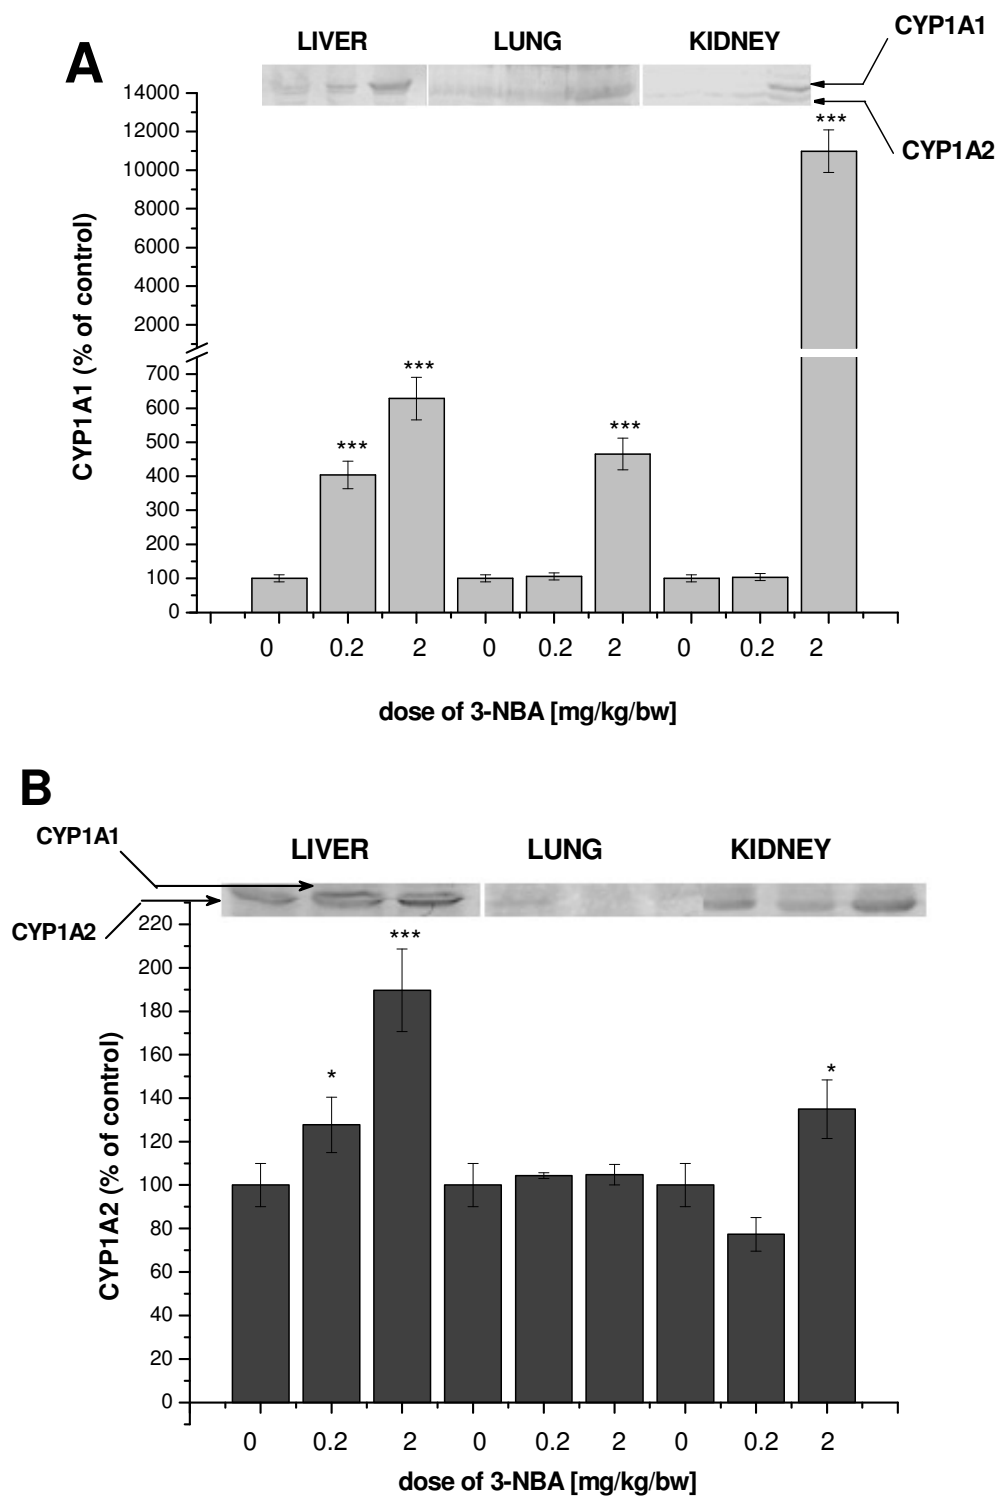 A
LIVER LUNG KIDNEY
CYP1A1
CYP1A2
CYP1A1 (% of control)
14000
12000
10000
8000
6000
4000
2000
700
600
500
400
300
200
100
0
*** *** *** ***
0 0.2 2 0 0.2 2 0 0.2 2
dose of 3-NBA [mg/kg/bw]
B
CYP1A1
CYP1A2
LIVER LUNG KIDNEY
CYP1A2 (% of control)
220
200
180
160
140
120
100
80
60
40
20
0
* *** *
0 0.2 2 0 0.2 2 0 0.2 2
dose of 3-NBA [mg/kg/bw]